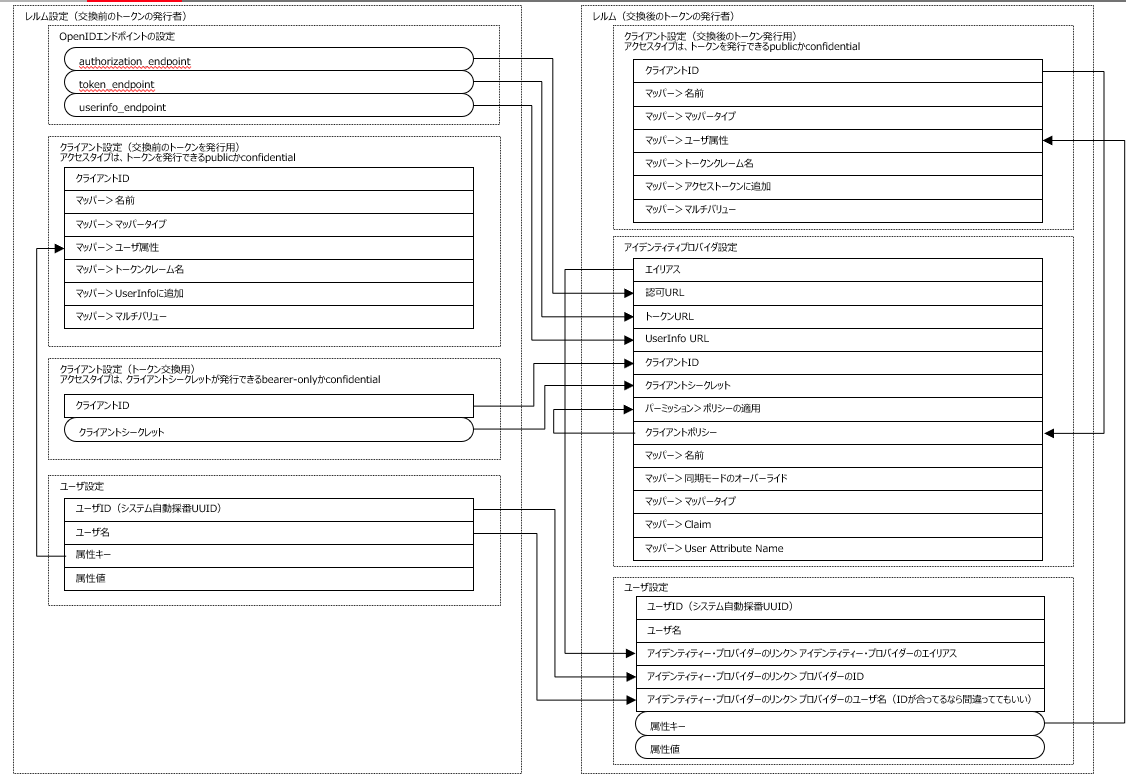 レルム設定（交換前のトークンの発行者）
OpenIDエンドポイントの設定
authorization_endpoint
token_endpoint
userinfo_endpoint
クライアント設定（交換前のトークンを発行用）
アクセスタイプは、トークンを発行できるpublicかconfidential
クライアントID
マッパー＞名前
マッパー＞マッパータイプ
マッパー＞ユーザ属性
マッパー＞トークンクレーム名
マッパー＞UserInfoに追加
マッパー＞マルチバリュー
クライアント設定（トークン交換用）
アクセスタイプは、クライアントシークレットが発行できるbearer-onlyかconfidential
クライアントID
クライアントシークレット
ユーザ設定
ユーザID（システム自動採番UUID）
ユーザ名
属性キー
属性値
レルム（交換後のトークンの発行者）
クライアント設定（交換後のトークン発行用）
アクセスタイプは、トークンを発行できるpublicかconfidential
クライアントID
マッパー＞名前
マッパー＞マッパータイプ
マッパー＞ユーザ属性
マッパー＞トークンクレーム名
マッパー＞アクセストークンに追加
マッパー＞マルチバリュー
アイデンティティプロバイダ設定
エイリアス
認可URL
トークンURL
UserInfo URL
クライアントID
クライアントシークレット
パーミッション＞ポリシーの適用
クライアントポリシー
マッパー＞名前
マッパー＞同期モードのオーバーライド
マッパー＞マッパータイプ
マッパー＞Claim
マッパー＞User Attribute Name
ユーザ設定
ユーザID（システム自動採番UUID）
ユーザ名
アイデンティティー・プロバイダーのリンク＞アイデンティティー・プロバイダーのエイリアス
アイデンティティー・プロバイダーのリンク＞プロバイダーのID
アイデンティティー・プロバイダーのリンク＞プロバイダーのユーザ名（IDが合ってるなら間違っててもいい）
属性キー
属性値